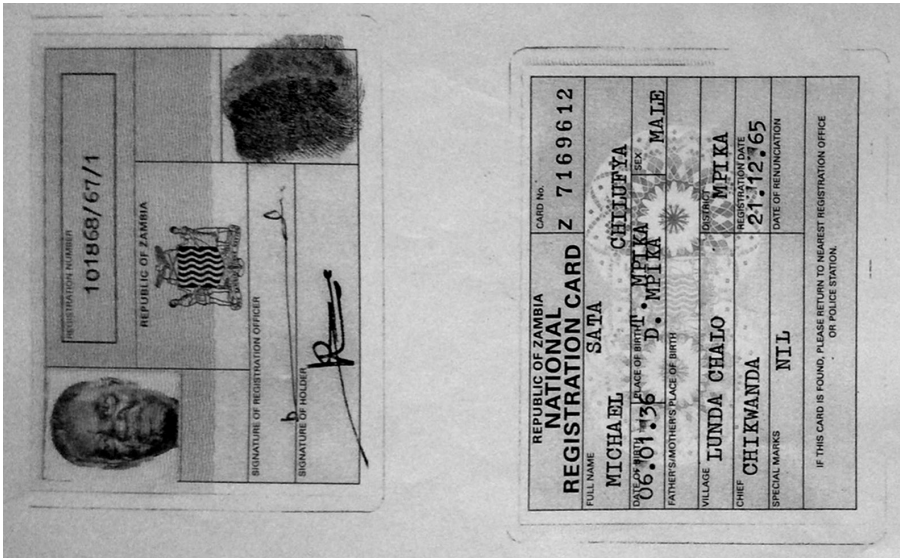 REGISTRATION NUMBER
101868/67/1
REPUBLIC OF ZAMBIA
SIGNATURE OF REGISTRATION OFFICER
SIGNATURE OF HOLDER
REPUBLIC OF ZAMBIA
NATIONAL
REGISTRATION CARD
CARD No.
Z 7169612
FULL NAME
SATA CHILUFYA
MICHAEL
DATE OF BIRTH PLACE OF BIRTH SEX
06.01.'36 T. MPIKA MALE
D. MPIKA
FATHER'S/MOTHER'S PLACE OF BIRTH
VILLAGE DISTRICT
LUNDA CHALO MPIKA
CHIEF REGISTRATION DATE
CHIKWANDA 21.12.'65
SPECIAL MARKS DATE OF RENUNCIATION
NIL
IF THIS CARD IS FOUND, PLEASE RETURN TO NEAREST REGISTRATION OFFICE
OR POLICE STATION.